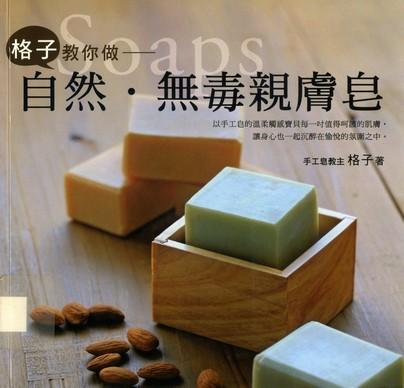 Soaps
格子教你做──
自然·無毒親膚皂
以手工皂的溫柔觸感寶貝每一吋值得呵護的肌膚，
讓身心也一起沉醉在愉悅的氛圍之中。
手工皂教主 格子 著